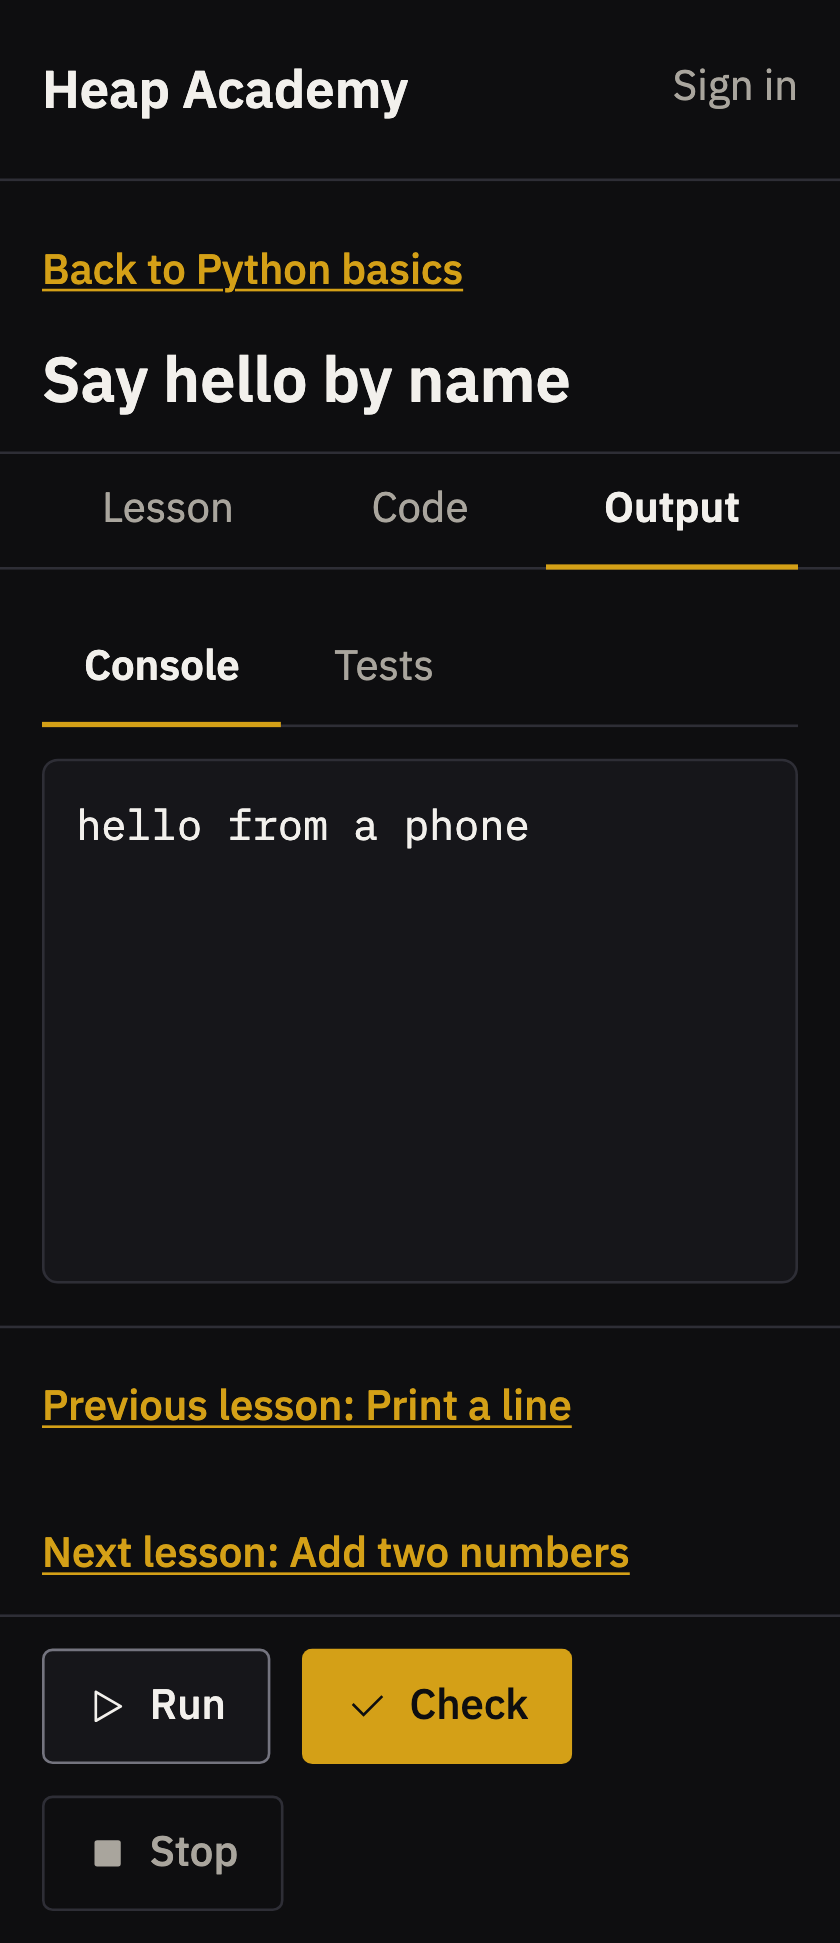 Heap Academy
Sign in
Back to Python basics
Say hello by name
Lesson
Code
Output
Console
Tests
hello from a phone
Previous lesson: Print a line
Next lesson: Add two numbers
Run
Check
Stop